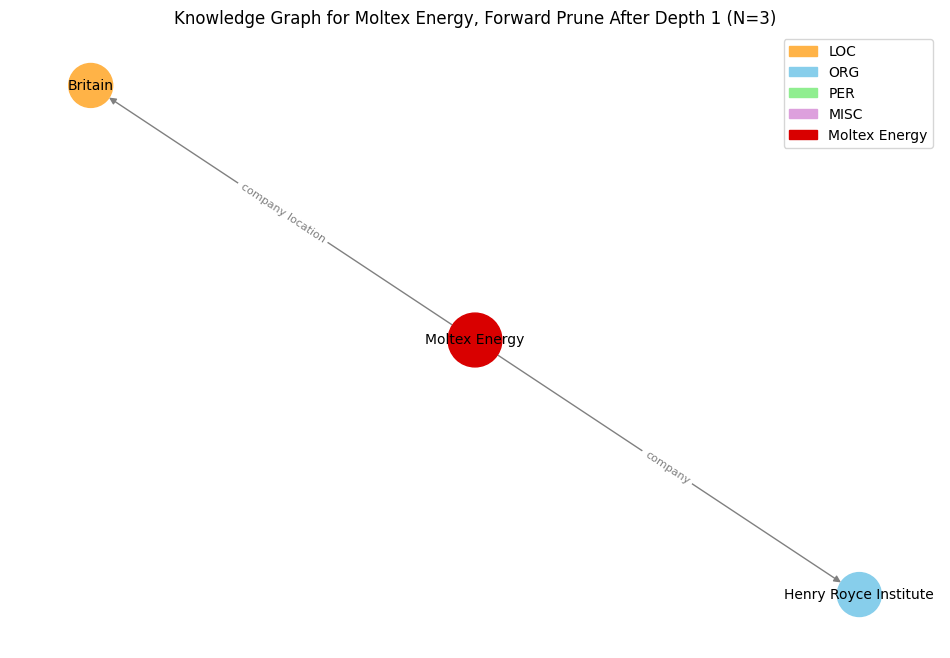 Knowledge Graph for Moltex Energy, Forward Prune After Depth 1 (N=3)
LOC
ORG
PER
MISC
Moltex Energy
Britain
company location
Moltex Energy
company
Henry Royce Institute